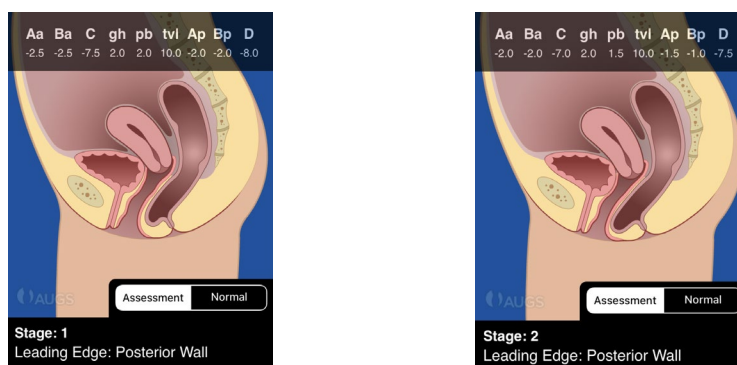 Aa Ba C gh pb tvl Ap Bp D
-2.5 -2.5 -7.5 2.0 2.0 10.0 -2.0 -2.0 -8.0
AUGS
Assessment Normal
Stage: 1
Leading Edge: Posterior Wall
Aa Ba C gh pb tvl Ap Bp D
-2.0 -2.0 -7.0 2.0 1.5 10.0 -1.5 -1.0 -7.5
AUGS
Assessment Normal
Stage: 2
Leading Edge: Posterior Wall